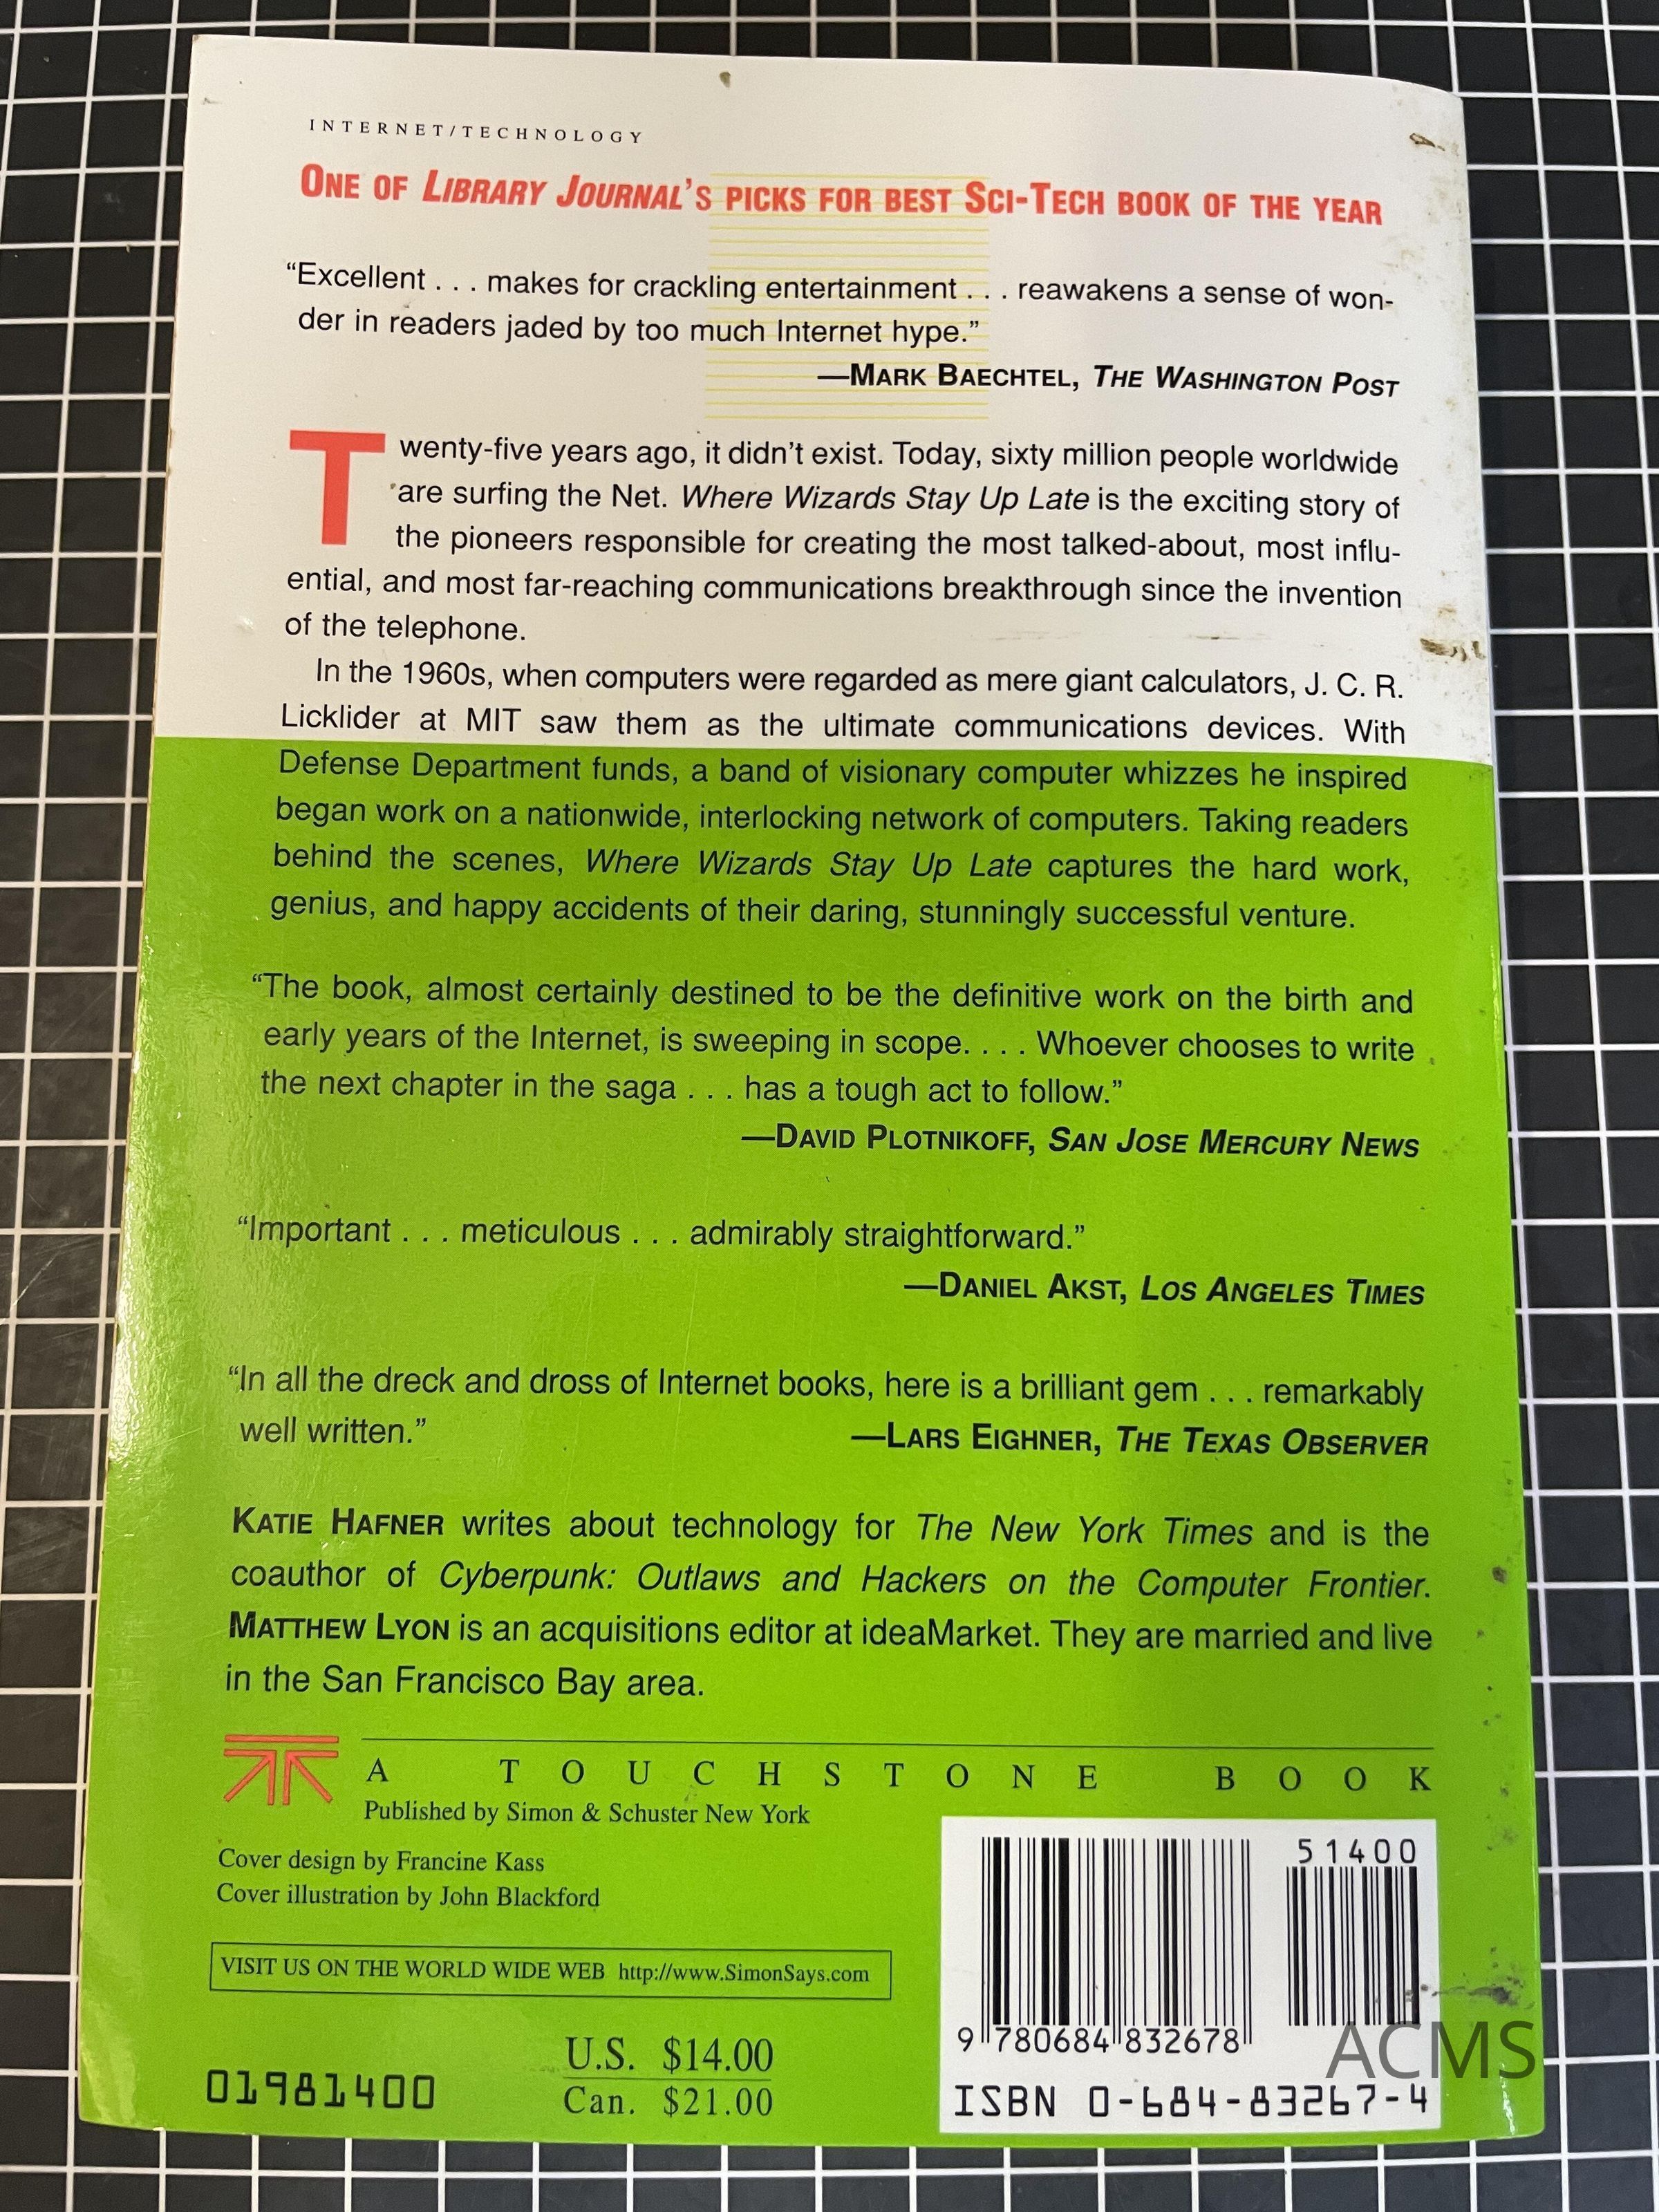 INTERNET/TECHNOLOGY
ONE OF LIBRARY JOURNAL'S PICKS FOR BEST SCI-TECH BOOK OF THE YEAR
“Excellent . . . makes for crackling entertainment . . . reawakens a sense of won-
der in readers jaded by too much Internet hype.”
—MARK BAECHTEL, THE WASHINGTON POST
Twenty-five years ago, it didn’t exist. Today, sixty million people worldwide
are surfing the Net. Where Wizards Stay Up Late is the exciting story of
the pioneers responsible for creating the most talked-about, most influ-
ential, and most far-reaching communications breakthrough since the invention
of the telephone.
In the 1960s, when computers were regarded as mere giant calculators, J. C. R.
Licklider at MIT saw them as the ultimate communications devices. With
Defense Department funds, a band of visionary computer whizzes he inspired
began work on a nationwide, interlocking network of computers. Taking readers
behind the scenes, Where Wizards Stay Up Late captures the hard work,
genius, and happy accidents of their daring, stunningly successful venture.
“The book, almost certainly destined to be the definitive work on the birth and
early years of the Internet, is sweeping in scope. . . . Whoever chooses to write
the next chapter in the saga . . . has a tough act to follow.”
—DAVID PLOTNIKOFF, SAN JOSE MERCURY NEWS
“Important . . . meticulous . . . admirably straightforward.”
—DANIEL AKST, LOS ANGELES TIMES
“In all the dreck and dross of Internet books, here is a brilliant gem . . . remarkably
well written.” —LARS EIGHNER, THE TEXAS OBSERVER
KATIE HAFNER writes about technology for The New York Times and is the
coauthor of Cyberpunk: Outlaws and Hackers on the Computer Frontier.
MATTHEW LYON is an acquisitions editor at ideaMarket. They are married and live
in the San Francisco Bay area.
A TOUCHSTONE BOOK
Published by Simon & Schuster New York
Cover design by Francine Kass
Cover illustration by John Blackford
VISIT US ON THE WORLD WIDE WEB http://www.SimonSays.com
01981400
U.S. $14.00
Can. $21.00
51400
9 780684 832678
ISBN 0-684-83267-4
ACMS